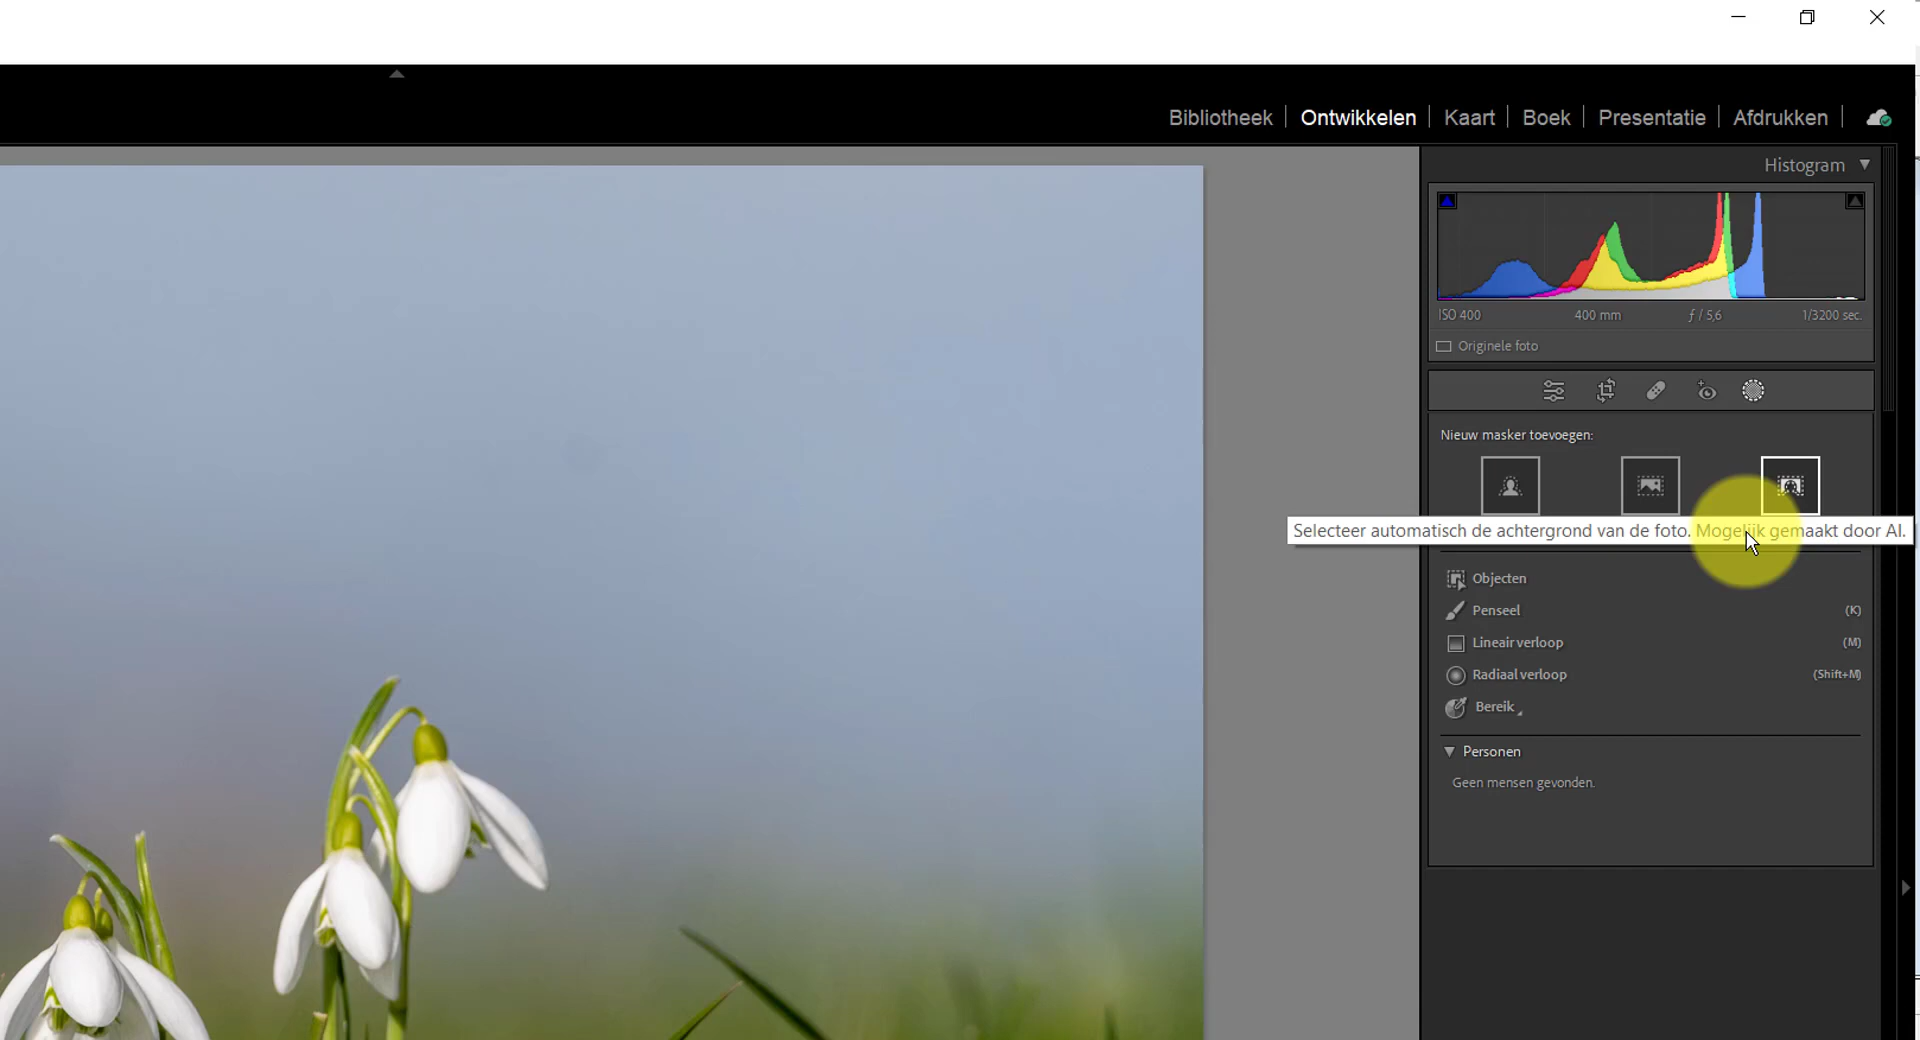 Bibliotheek | Ontwikkelen | Kaart | Boek | Presentatie | Afdrukken |
Histogram
ISO 400 400 mm ƒ / 5,6 1/3200 sec.
Originele foto
Nieuw masker toevoegen:
Selecteer automatisch de achtergrond van de foto. Mogelijk gemaakt door AI.
Objecten
Penseel (K)
Lineair verloop (M)
Radiaal verloop (Shift+M)
Bereik
Personen
Geen mensen gevonden.